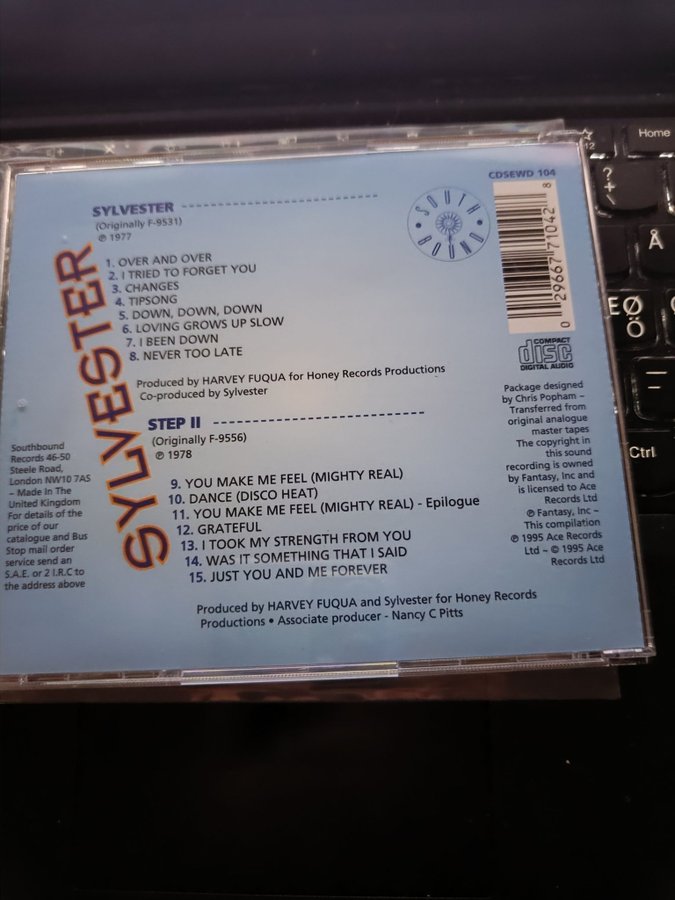 CDSEWD 104
SYLVESTER
(Originally F-9531)
℗ 1977
1. OVER AND OVER
2. I TRIED TO FORGET YOU
3. CHANGES
4. TIPSONG
5. DOWN, DOWN, DOWN
6. LOVING GROWS UP SLOW
7. I BEEN DOWN
8. NEVER TOO LATE
Produced by HARVEY FUQUA for Honey Records Productions
Co-produced by Sylvester
STEP II
(Originally F-9556)
℗ 1978
9. YOU MAKE ME FEEL (MIGHTY REAL)
10. DANCE (DISCO HEAT)
11. YOU MAKE ME FEEL (MIGHTY REAL) - Epilogue
12. GRATEFUL
13. I TOOK MY STRENGTH FROM YOU
14. WAS IT SOMETHING THAT I SAID
15. JUST YOU AND ME FOREVER
Produced by HARVEY FUQUA and Sylvester for Honey Records
Productions • Associate producer - Nancy C Pitts
SYLVESTER
Southbound
Records 46-50
Steele Road,
London NW10 7AS
– Made In The
United Kingdom
For details of the
price of our
catalogue and Bus
Stop mail order
service send an
S.A.E. or 2 I.R.C to
the address above
SOUTH
BOUND
0 29667 71042 8
COMPACT
disc
DIGITAL AUDIO
Package designed
by Chris Popham –
Transferred from
original analogue
master tapes
The copyright in
this sound
recording is owned
by Fantasy, Inc and
is licensed to Ace
Records Ltd
℗ Fantasy, Inc –
This compilation
℗ 1995 Ace Records
Ltd – © 1995 Ace
Records Ltd
Home
12
?
+
\
Å
Ø
Ö
Ctrl